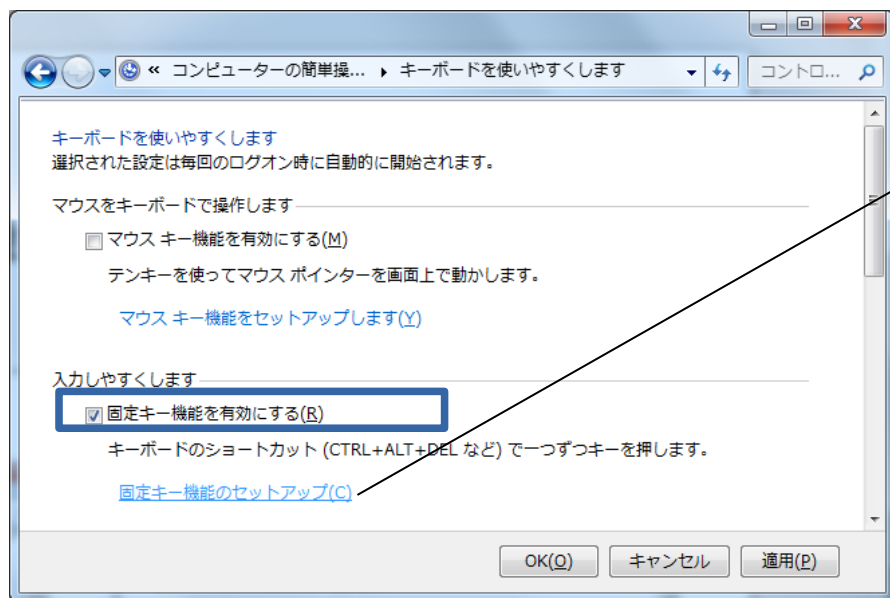 « コンピューターの簡単操... ▸ キーボードを使いやすくします コントロ...
キーボードを使いやすくします
選択された設定は毎回のログオン時に自動的に開始されます。
マウスをキーボードで操作します
マウス キー機能を有効にする(M)
テンキーを使ってマウス ポインターを画面上で動かします。
マウス キー機能をセットアップします(Y)
入力しやすくします
固定キー機能を有効にする(R)
キーボードのショートカット (CTRL+ALT+DEL など) で一つずつキーを押します。
固定キー機能のセットアップ(C)
OK(O) キャンセル 適用(P)